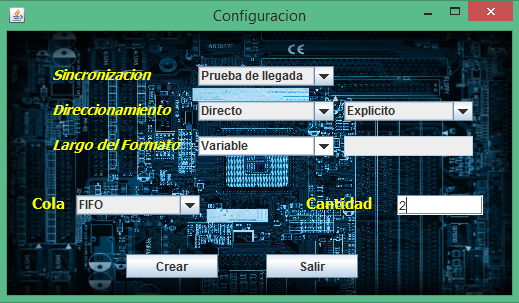 Configuracion
Sincronizacion Prueba de llegada
Direccionamiento Directo Explicito
Largo del Formato Variable
Cola FIFO Cantidad 2
Crear Salir